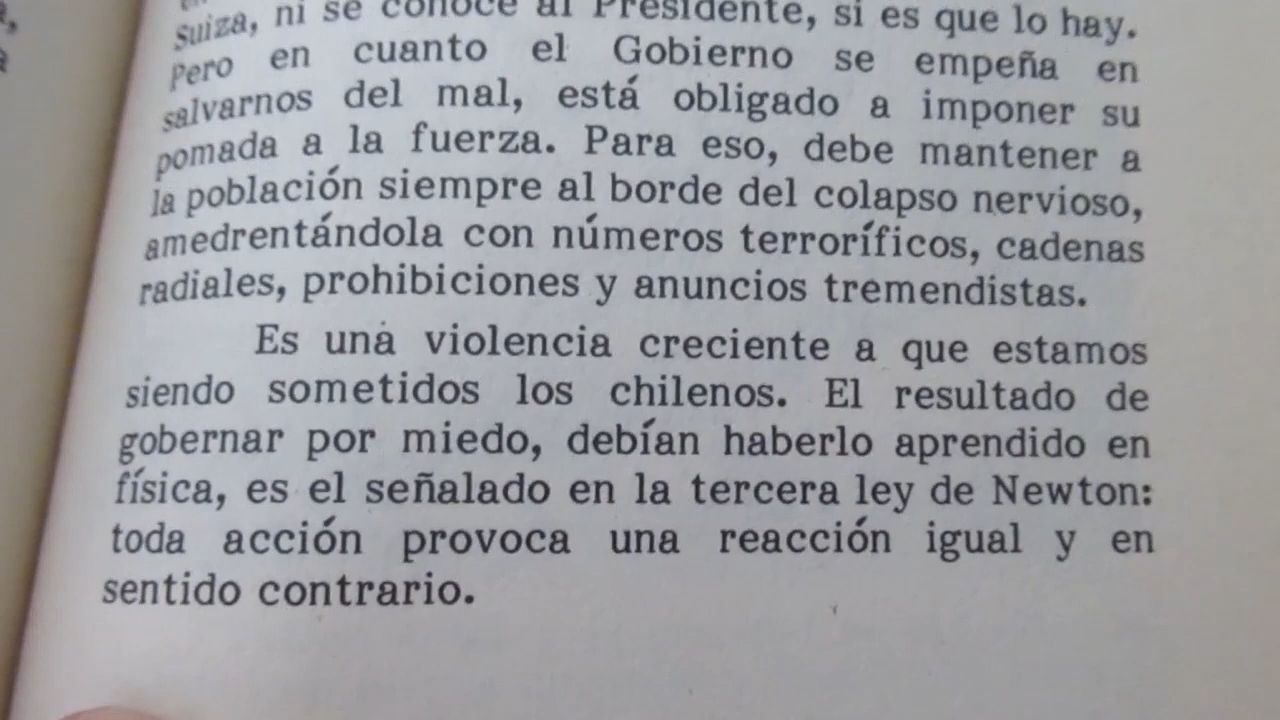 suiza, ni se conoce al Presidente, si es que lo hay.
Pero en cuanto el Gobierno se empeña en
salvarnos del mal, está obligado a imponer su
pomada a la fuerza. Para eso, debe mantener a
la población siempre al borde del colapso nervioso,
amedrentándola con números terroríficos, cadenas
radiales, prohibiciones y anuncios tremendistas.
Es una violencia creciente a que estamos
siendo sometidos los chilenos. El resultado de
gobernar por miedo, debían haberlo aprendido en
física, es el señalado en la tercera ley de Newton:
toda acción provoca una reacción igual y en
sentido contrario.